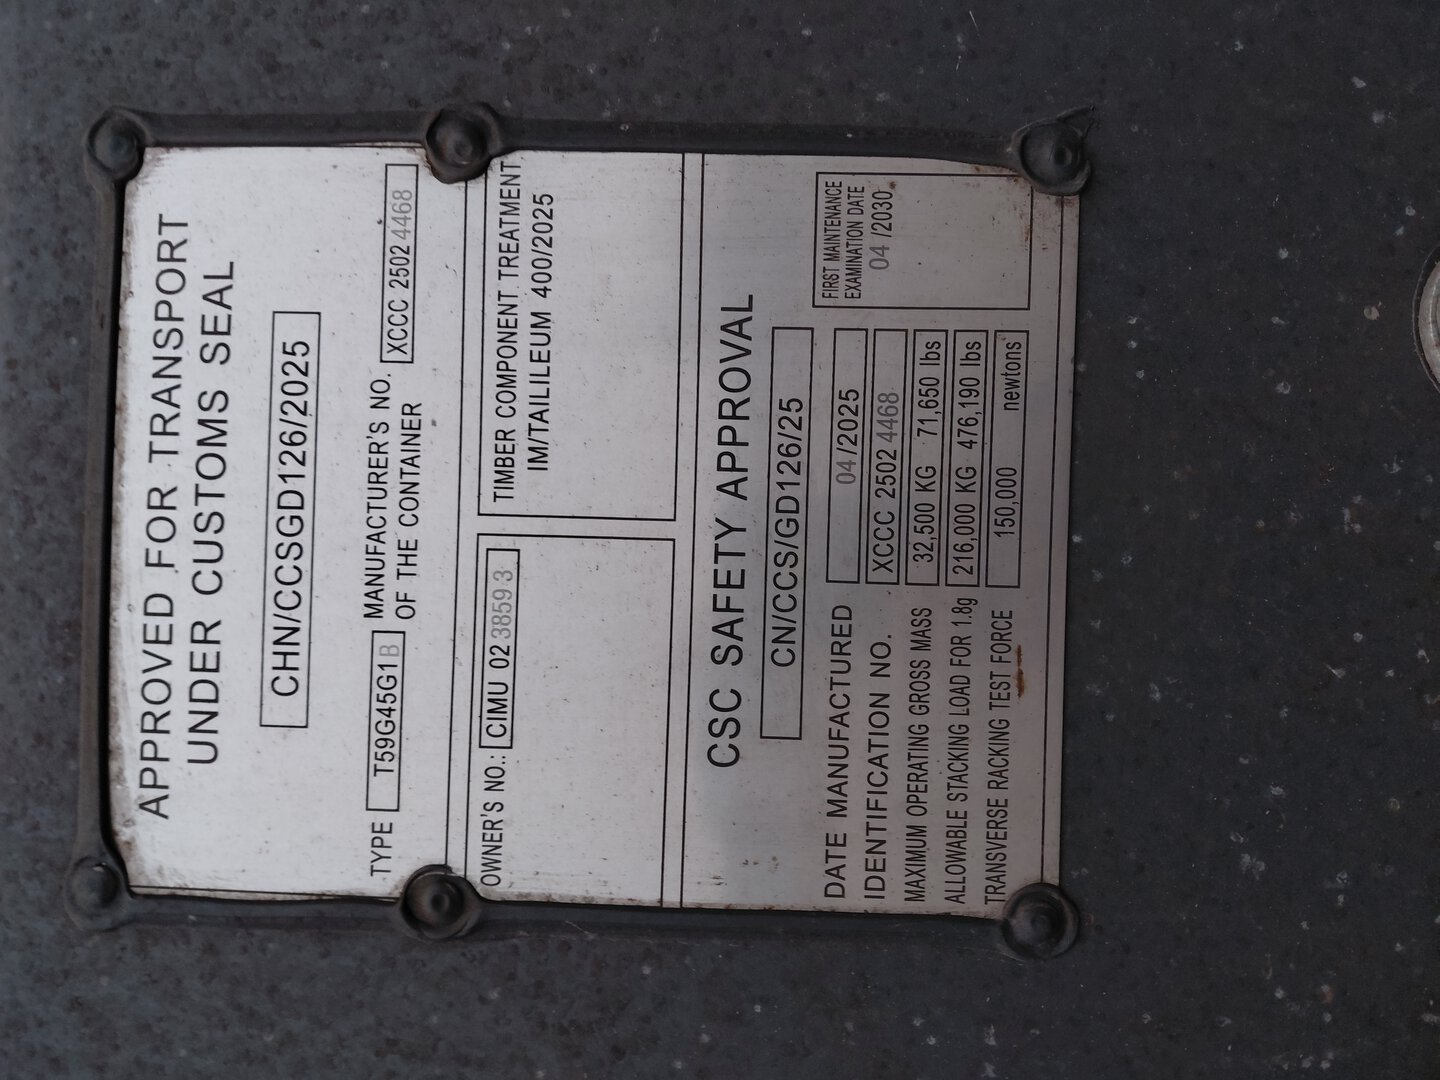 APPROVED FOR TRANSPORT
UNDER CUSTOMS SEAL
CHN/CCSGD126/2025
TYPE T59G45G1B MANUFACTURER'S NO.
OF THE CONTAINER XCCC 2502 4468
OWNER'S NO.: CIMU 02 3859 3
TIMBER COMPONENT TREATMENT
IM/TAILILEUM 400/2025
CSC SAFETY APPROVAL
CN/CCS/GD126/25
DATE MANUFACTURED 04 /2025
IDENTIFICATION NO. XCCC 2502 4468
MAXIMUM OPERATING GROSS MASS 32,500 KG 71,650 lbs
ALLOWABLE STACKING LOAD FOR 1.8g 216,000 KG 476,190 lbs
TRANSVERSE RACKING TEST FORCE 150,000 newtons
FIRST MAINTENANCE
EXAMINATION DATE
04 /2030